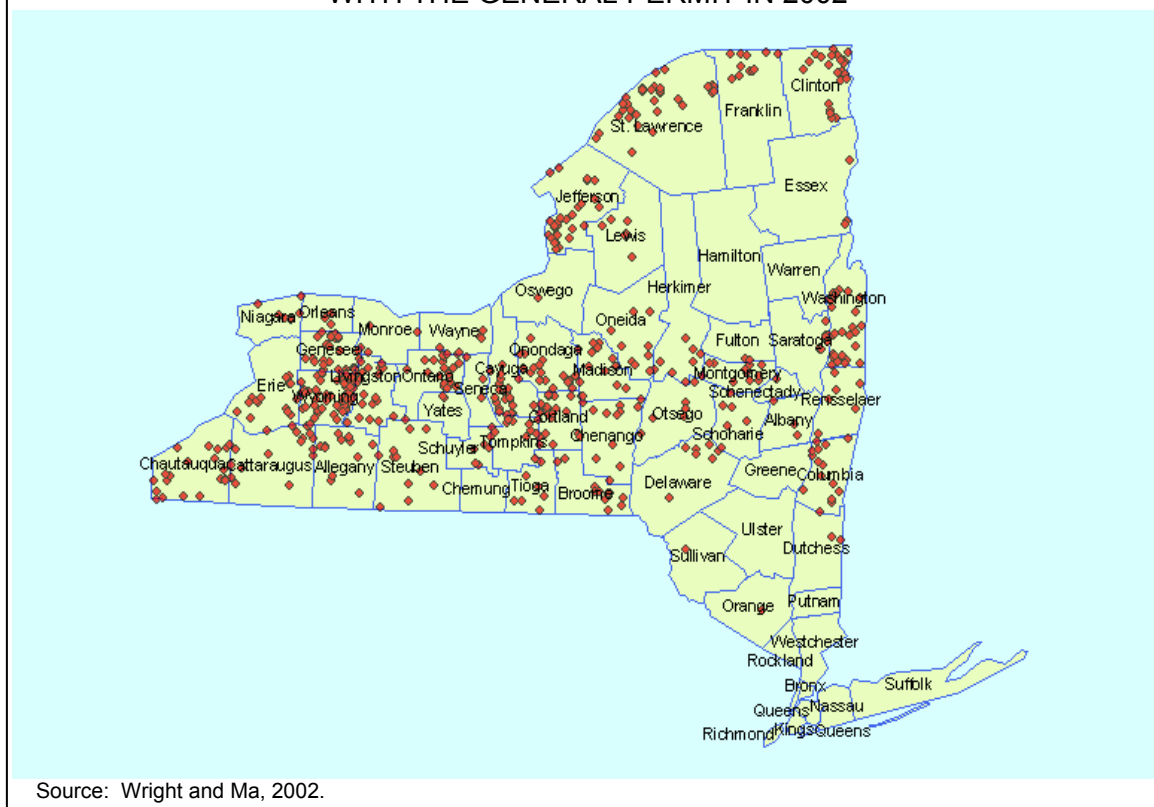 WITH THE GENERAL PERMIT IN 2002
Clinton
Franklin
St. Lawrence
Essex
Jefferson
Lewis
Hamilton
Warren
Herkimer
Oswego
Washington
Niagara Orleans
Oneida
Monroe Wayne
Fulton Saratoga
Genesee
Onondaga
Madison
Cayuga
Montgomery
Livingston Ontario
Erie
Seneca
Schenectady
Wyoming
Rensselaer
Yates
Cortland
Otsego
Albany
Chenango
Schoharie
Schuyler Tompkins
Chautauqua Cattaraugus Allegany Steuben
Greene Columbia
Chemung Tioga Broome
Delaware
Ulster
Dutchess
Sullivan
Orange Putnam
Westchester
Rockland
Bronx
Suffolk
Queens Nassau
Richmond Kings Queens
Source: Wright and Ma, 2002.